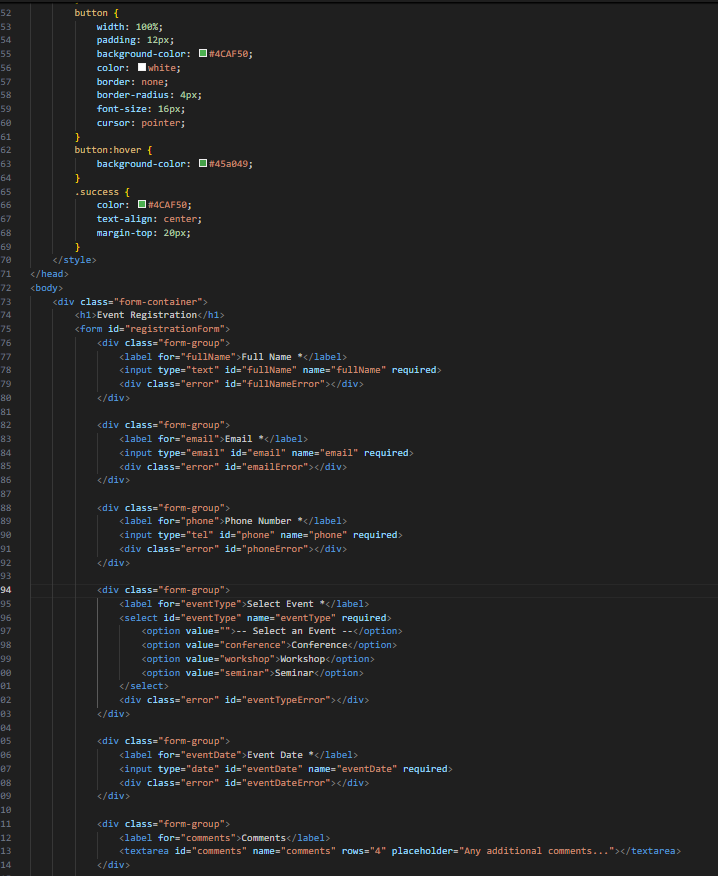 52 button {
53 width: 100%;
54 padding: 12px;
55 background-color: #4CAF50;
56 color: white;
57 border: none;
58 border-radius: 4px;
59 font-size: 16px;
60 cursor: pointer;
61 }
62 button:hover {
63 background-color: #45a049;
64 }
65 .success {
66 color: #4CAF50;
67 text-align: center;
68 margin-top: 20px;
69 }
70 </style>
71 </head>
72 <body>
73 <div class="form-container">
74 <h1>Event Registration</h1>
75 <form id="registrationForm">
76 <div class="form-group">
77 <label for="fullName">Full Name *</label>
78 <input type="text" id="fullName" name="fullName" required>
79 <div class="error" id="fullNameError"></div>
80 </div>
81
82 <div class="form-group">
83 <label for="email">Email *</label>
84 <input type="email" id="email" name="email" required>
85 <div class="error" id="emailError"></div>
86 </div>
87
88 <div class="form-group">
89 <label for="phone">Phone Number *</label>
90 <input type="tel" id="phone" name="phone" required>
91 <div class="error" id="phoneError"></div>
92 </div>
93
94 <div class="form-group">
95 <label for="eventType">Select Event *</label>
96 <select id="eventType" name="eventType" required>
97 <option value="">-- Select an Event --</option>
98 <option value="conference">Conference</option>
99 <option value="workshop">Workshop</option>
00 <option value="seminar">Seminar</option>
01 </select>
02 <div class="error" id="eventTypeError"></div>
03 </div>
04
05 <div class="form-group">
06 <label for="eventDate">Event Date *</label>
07 <input type="date" id="eventDate" name="eventDate" required>
08 <div class="error" id="eventDateError"></div>
09 </div>
10
11 <div class="form-group">
12 <label for="comments">Comments</label>
13 <textarea id="comments" name="comments" rows="4" placeholder="Any additional comments..."></textarea>
14 </div>